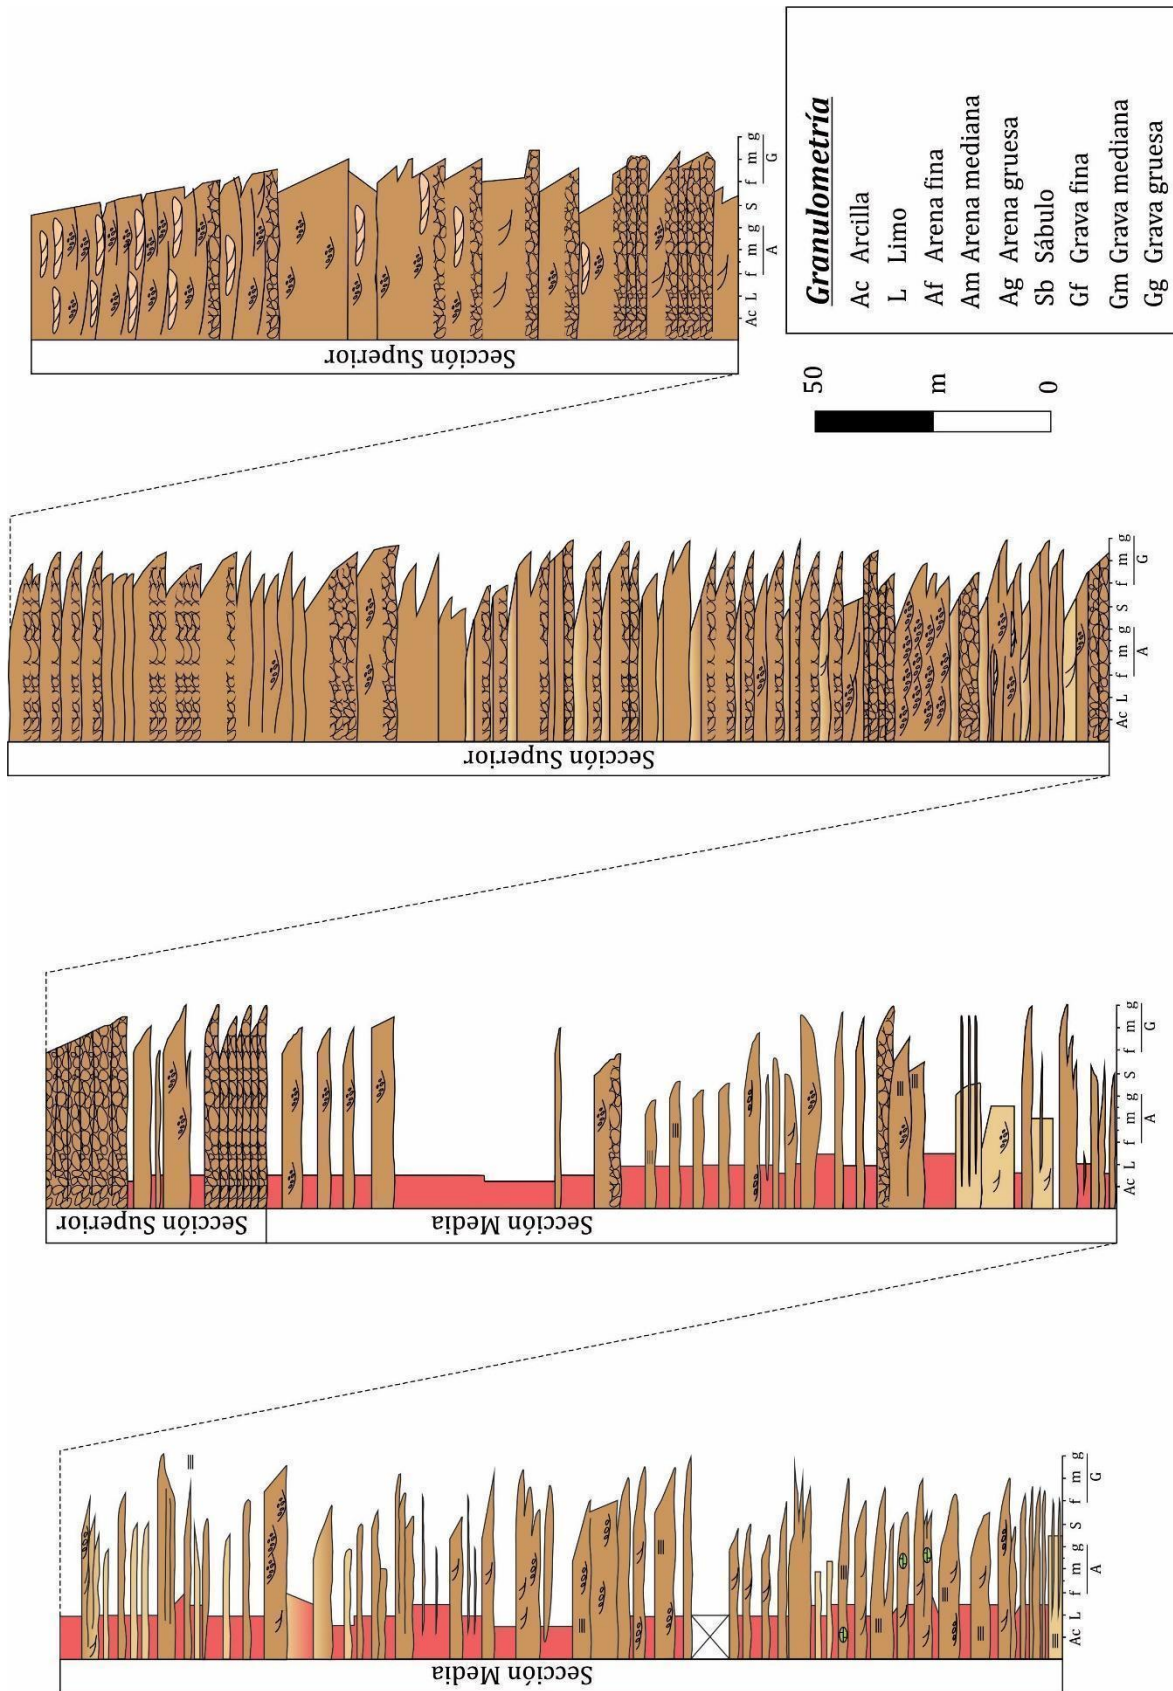 Sección Superior
Ac L f m g S f m g
A G
Granulometría
Ac Arcilla
L Limo
Af Arena fina
Am Arena mediana
Ag Arena gruesa
Sb Sábulo
Gf Grava fina
Gm Grava mediana
Gg Grava gruesa
50
m
0
Sección Superior
Ac L f m g S f m g
A G
Sección Superior
Sección Media
Ac L f m g S f m g
A G
Sección Media
Ac L f m g S f m g
A G